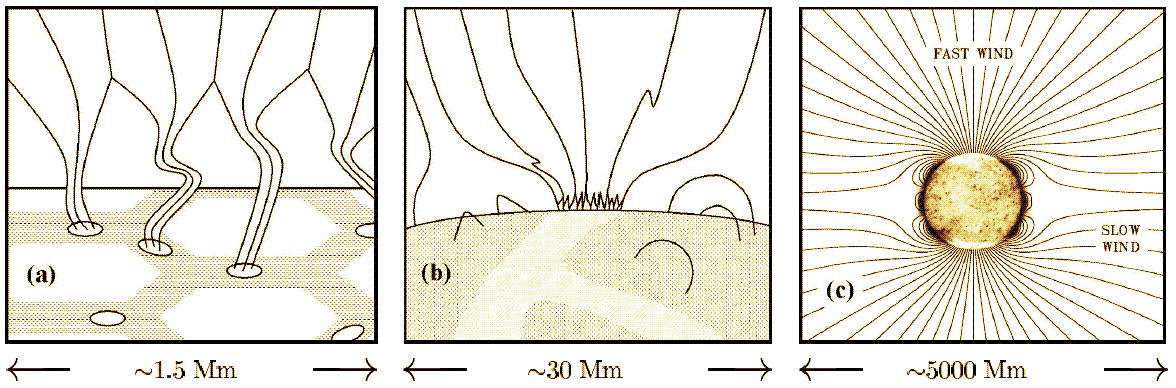 (a)
~1.5 Mm
(b)
~30 Mm
FAST WIND
SLOW
WIND
(c)
~5000 Mm